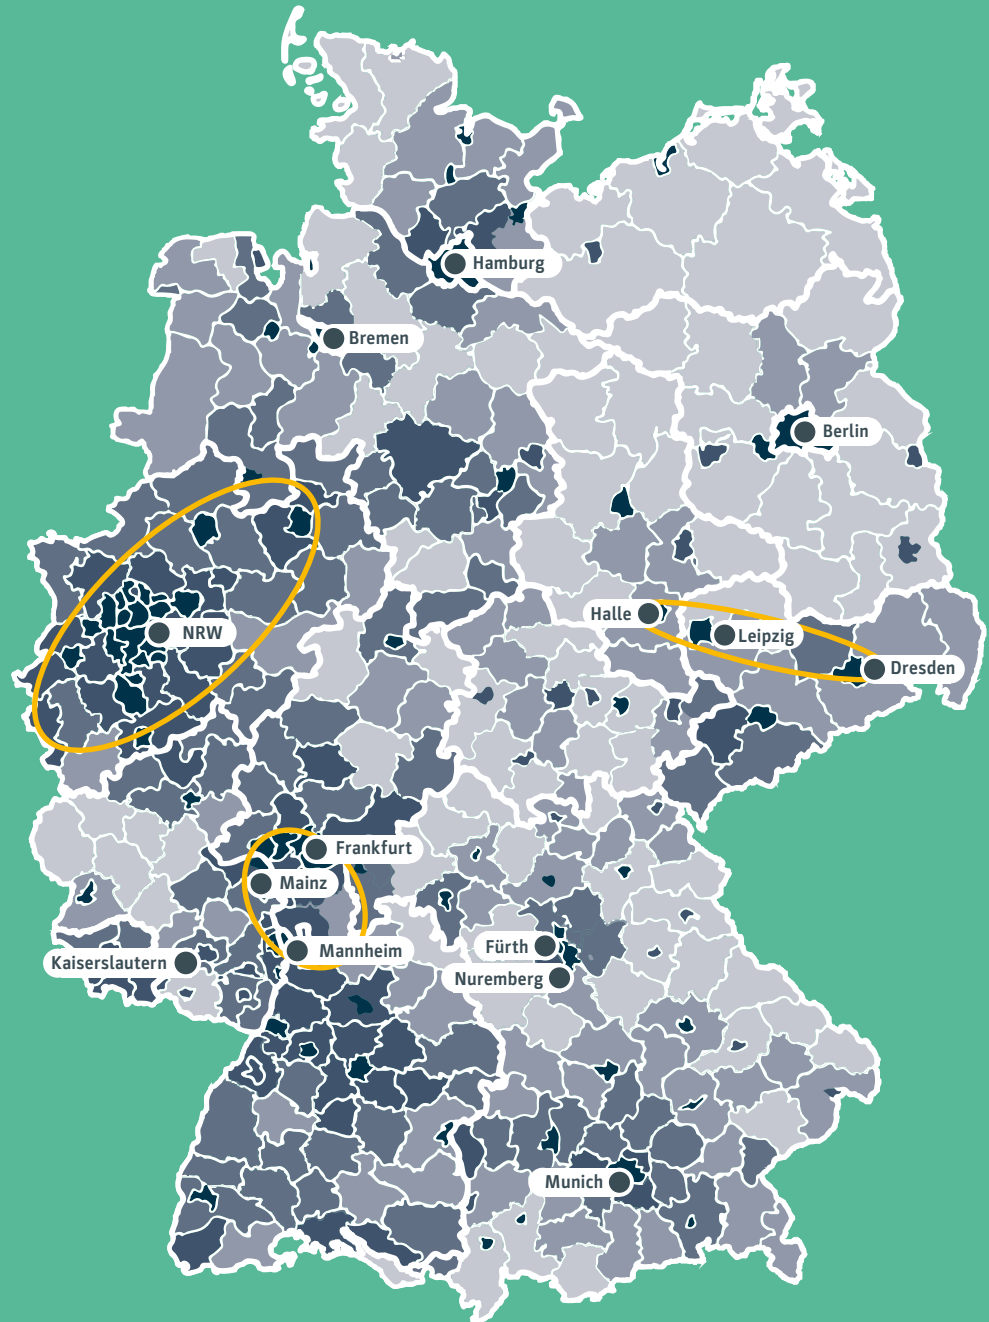 Hamburg
Bremen
Berlin
Halle
Leipzig
NRW
Dresden
Frankfurt
Mainz
Fürth
Mannheim
Kaiserslautern
Nuremberg
Munich